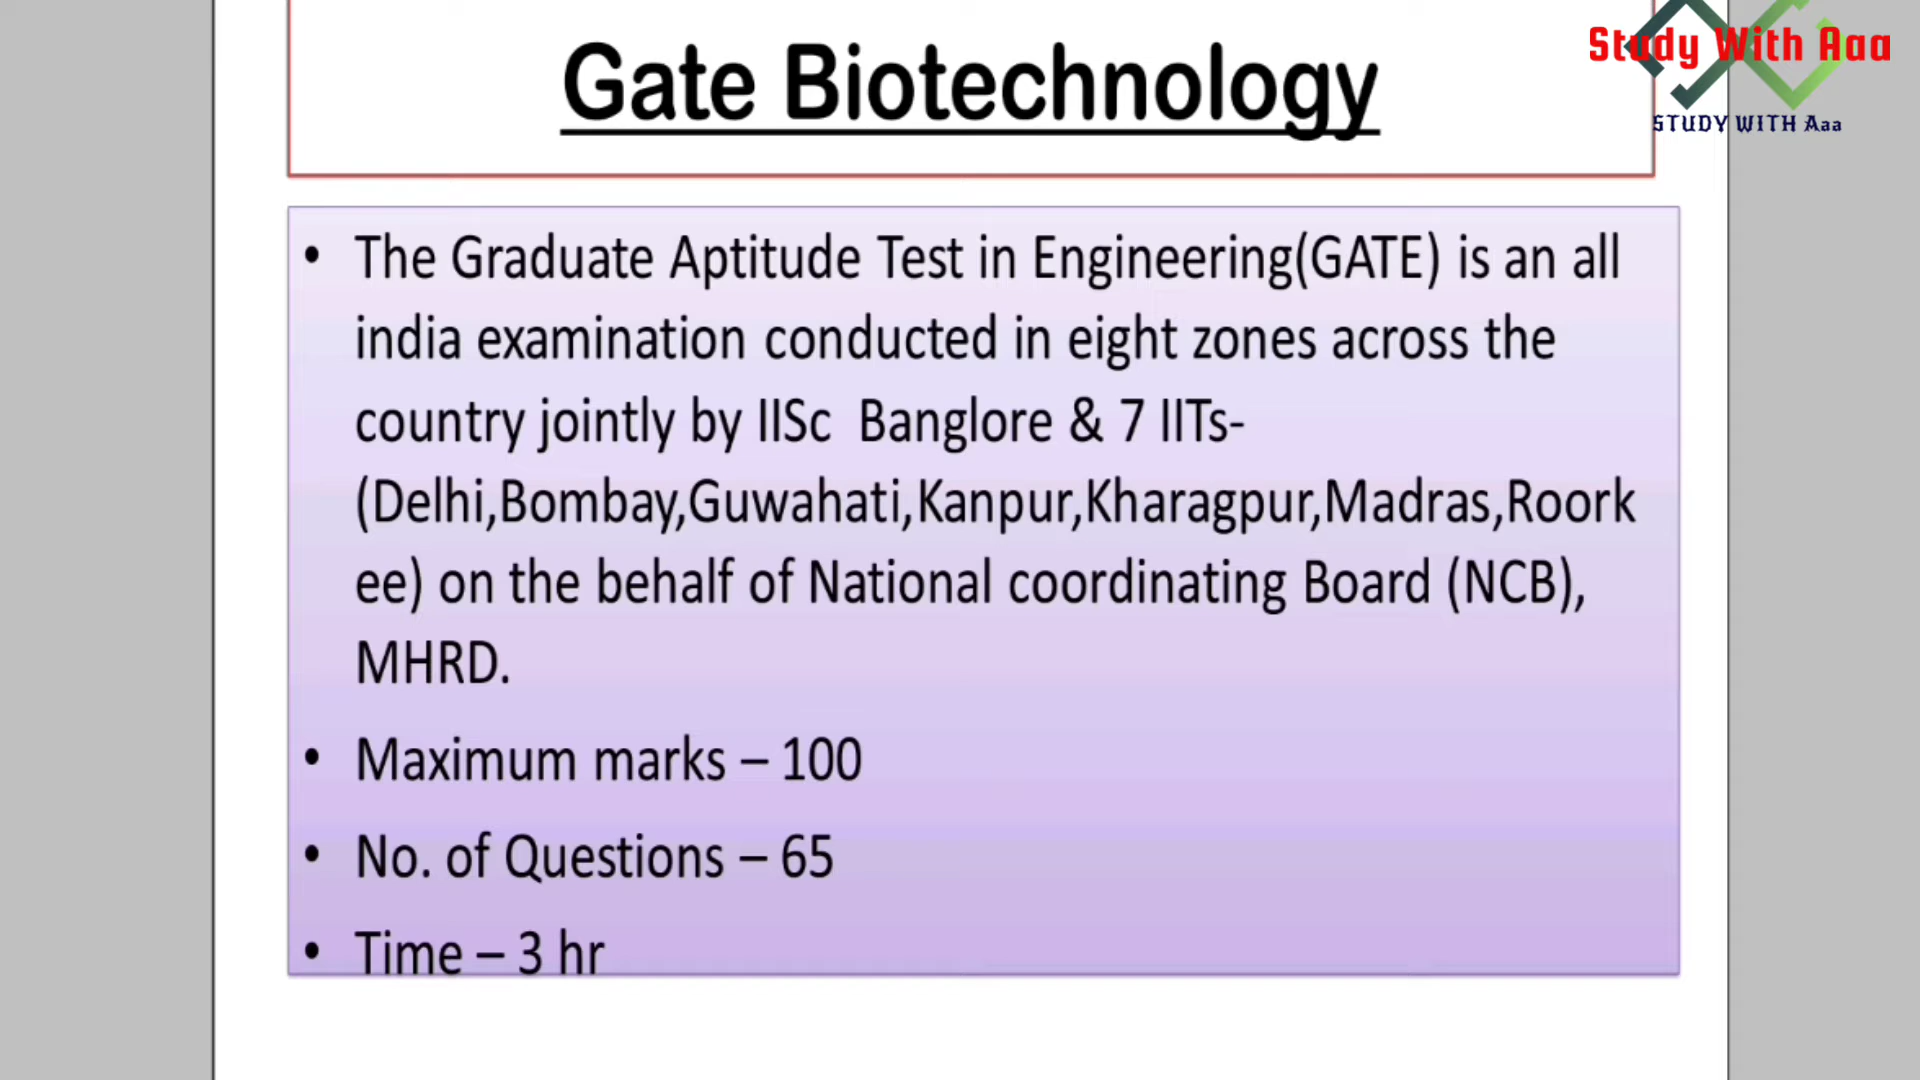 Gate Biotechnology
Study With Aaa
STUDY WITH Aaa
• The Graduate Aptitude Test in Engineering(GATE) is an all
india examination conducted in eight zones across the
country jointly by IISc Banglore & 7 IITs-
(Delhi,Bombay,Guwahati,Kanpur,Kharagpur,Madras,Roork
ee) on the behalf of National coordinating Board (NCB),
MHRD.
• Maximum marks – 100
• No. of Questions – 65
• Time – 3 hr